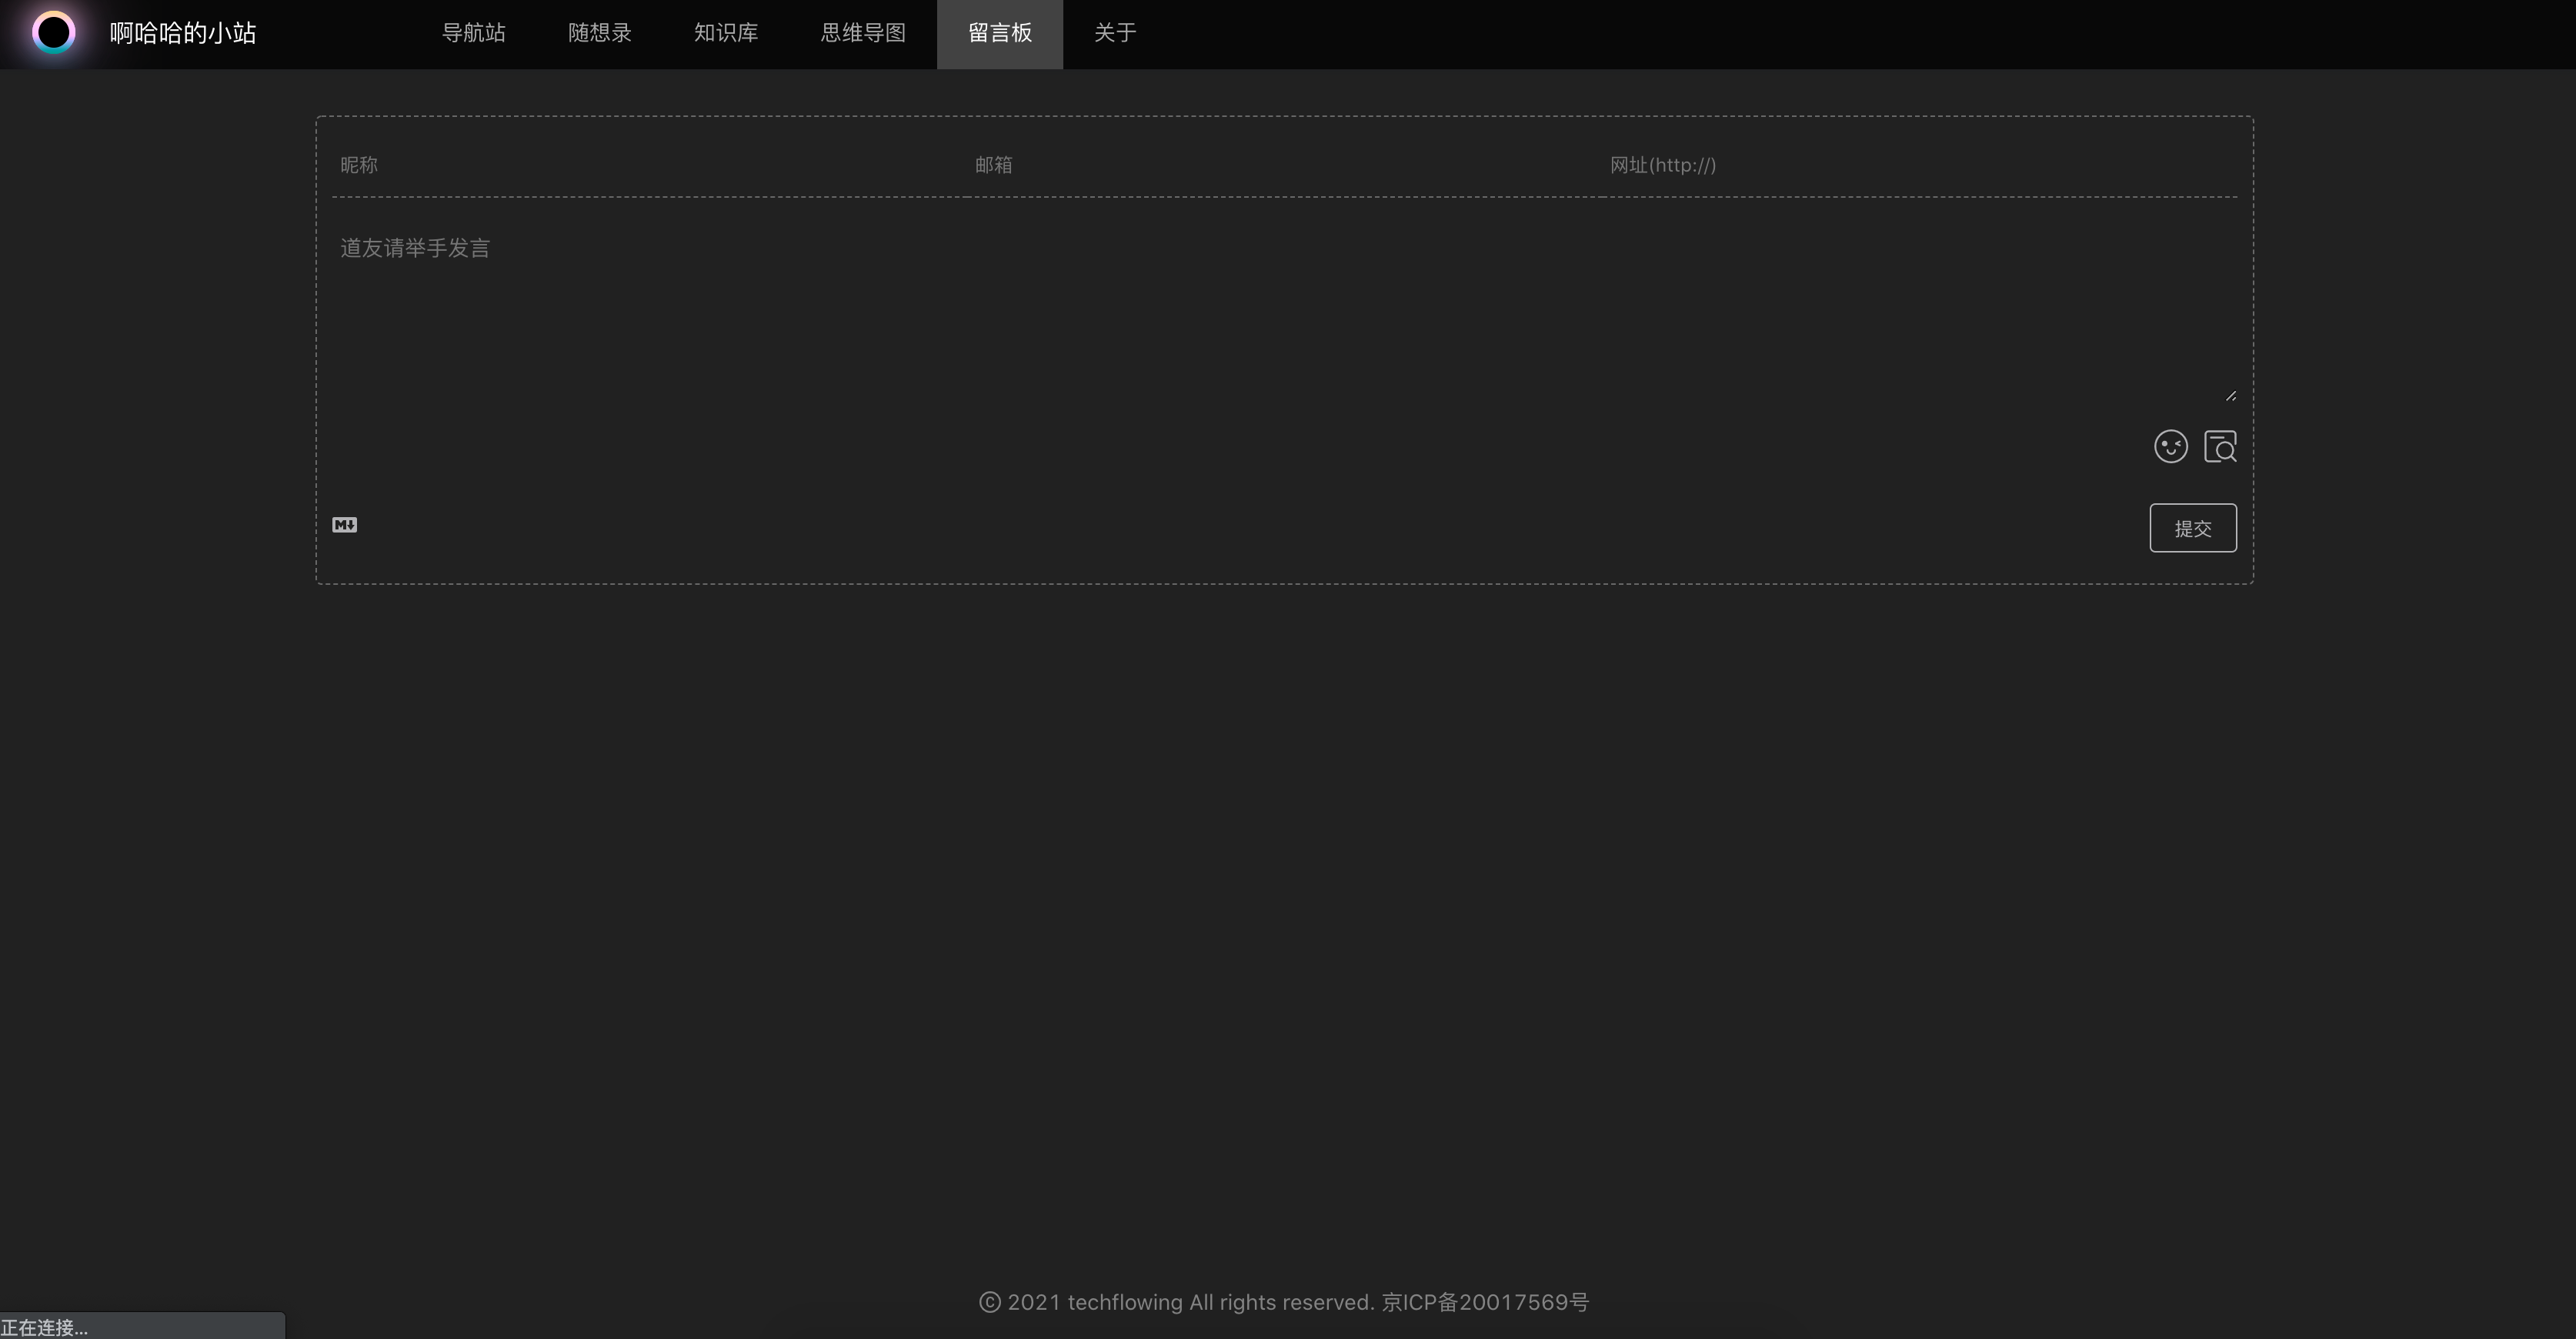 啊哈哈的小站 导航站 随想录 知识库 思维导图 留言板 关于
昵称 邮箱 网址(http://)
道友请举手发言
M
提交
© 2021 techflowing All rights reserved. 京ICP备20017569号
正在连接...